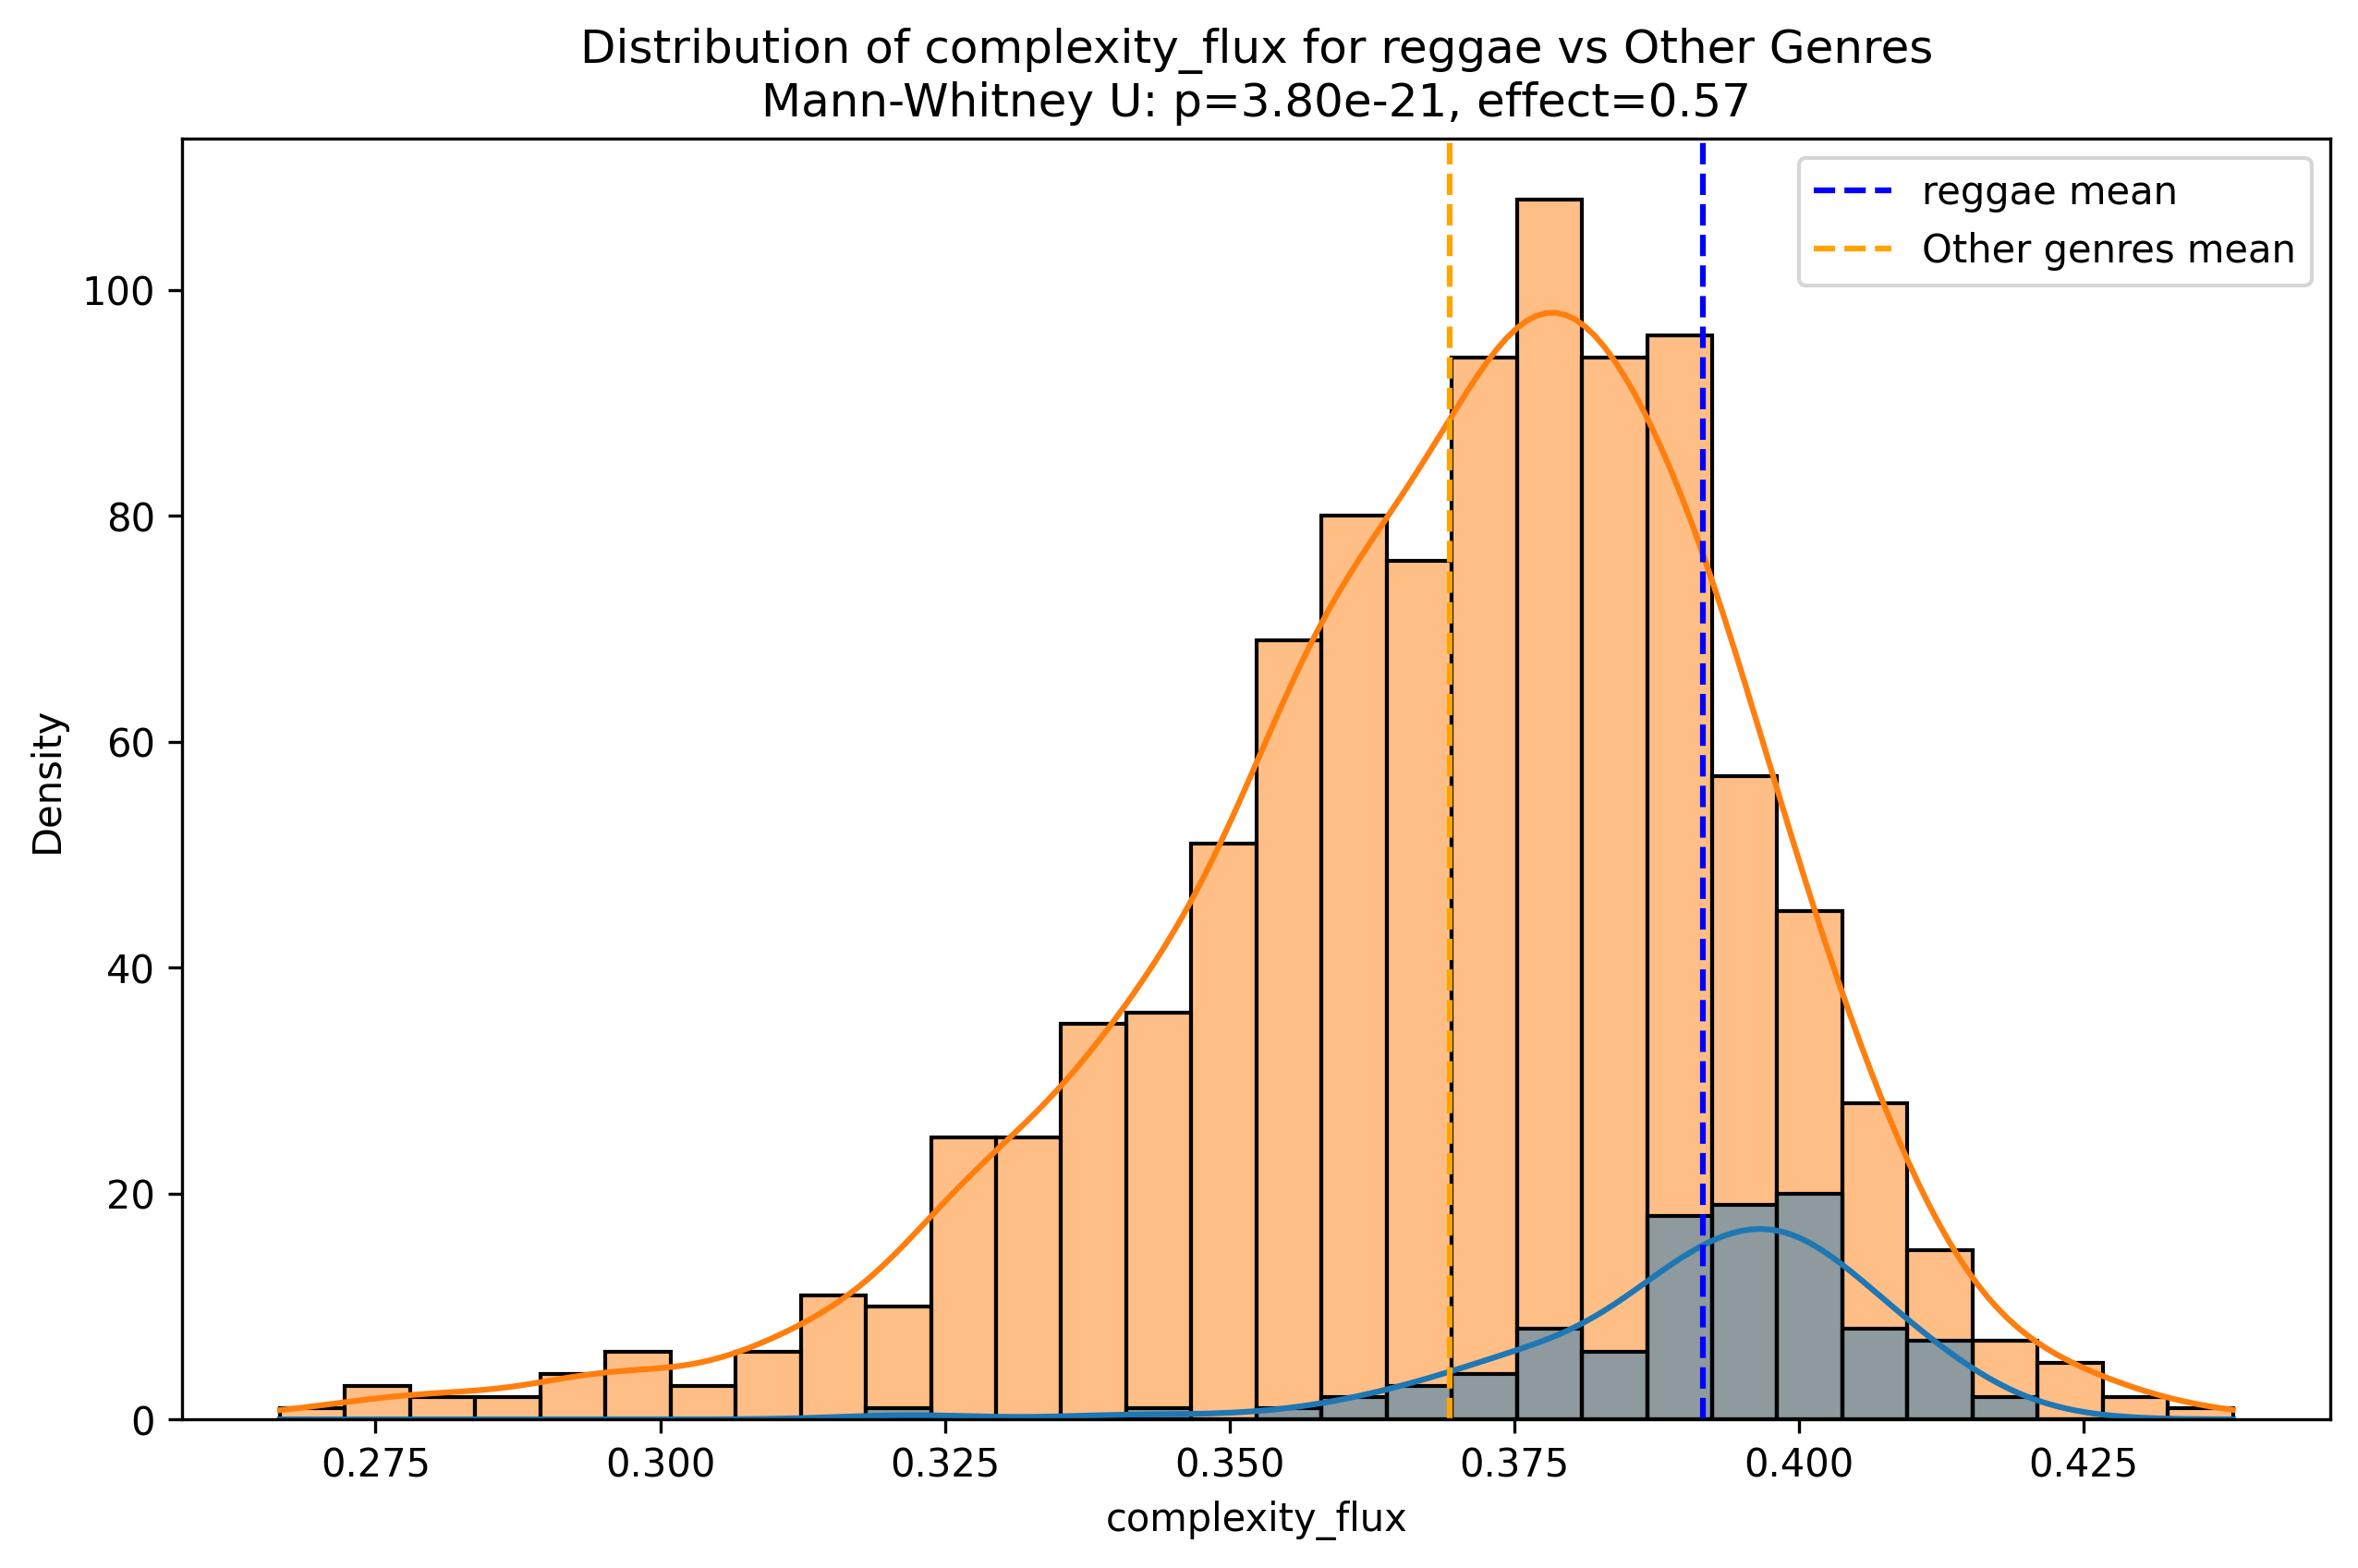 Distribution of complexity_flux for reggae vs Other Genres
Mann-Whitney U: p=3.80e-21, effect=0.57
reggae mean
Other genres mean
Density
100
80
60
40
20
0
0.275 0.300 0.325 0.350 0.375 0.400 0.425
complexity_flux